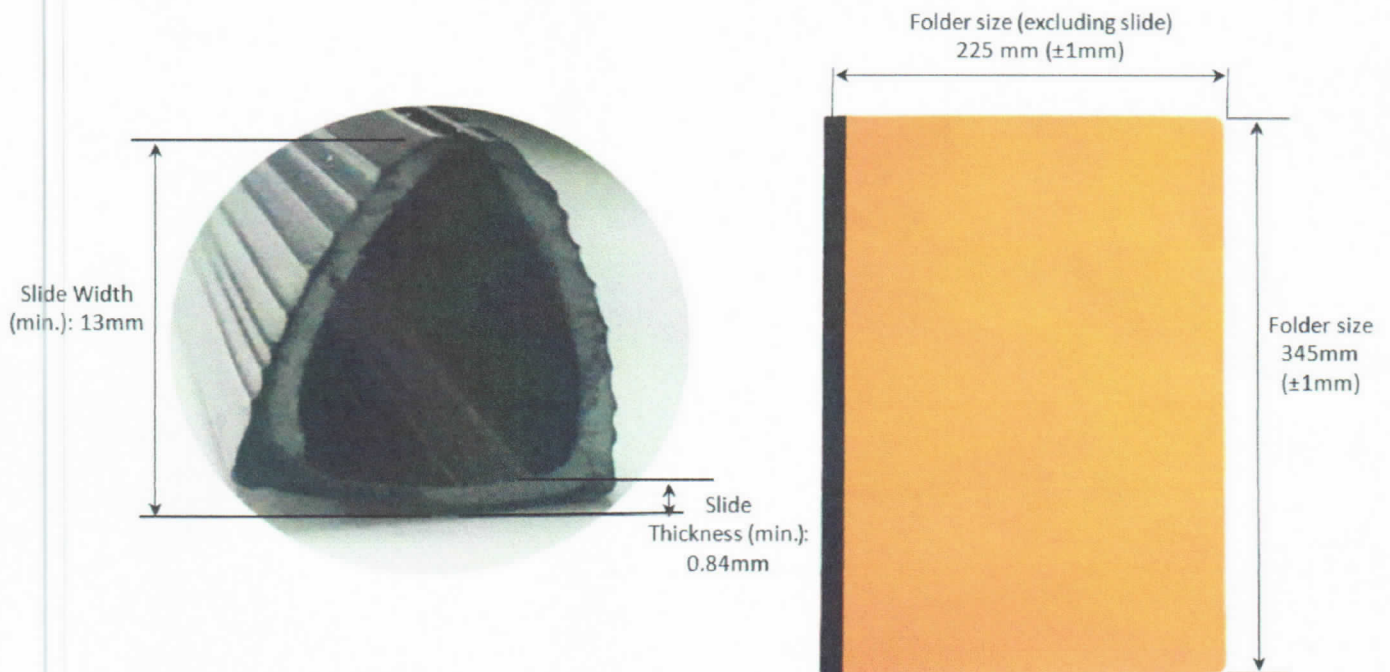 Folder size (excluding slide)
225 mm (±1mm)
Slide Width
(min.): 13mm
Slide
Thickness (min.):
0.84mm
Folder size
345mm
(±1mm)